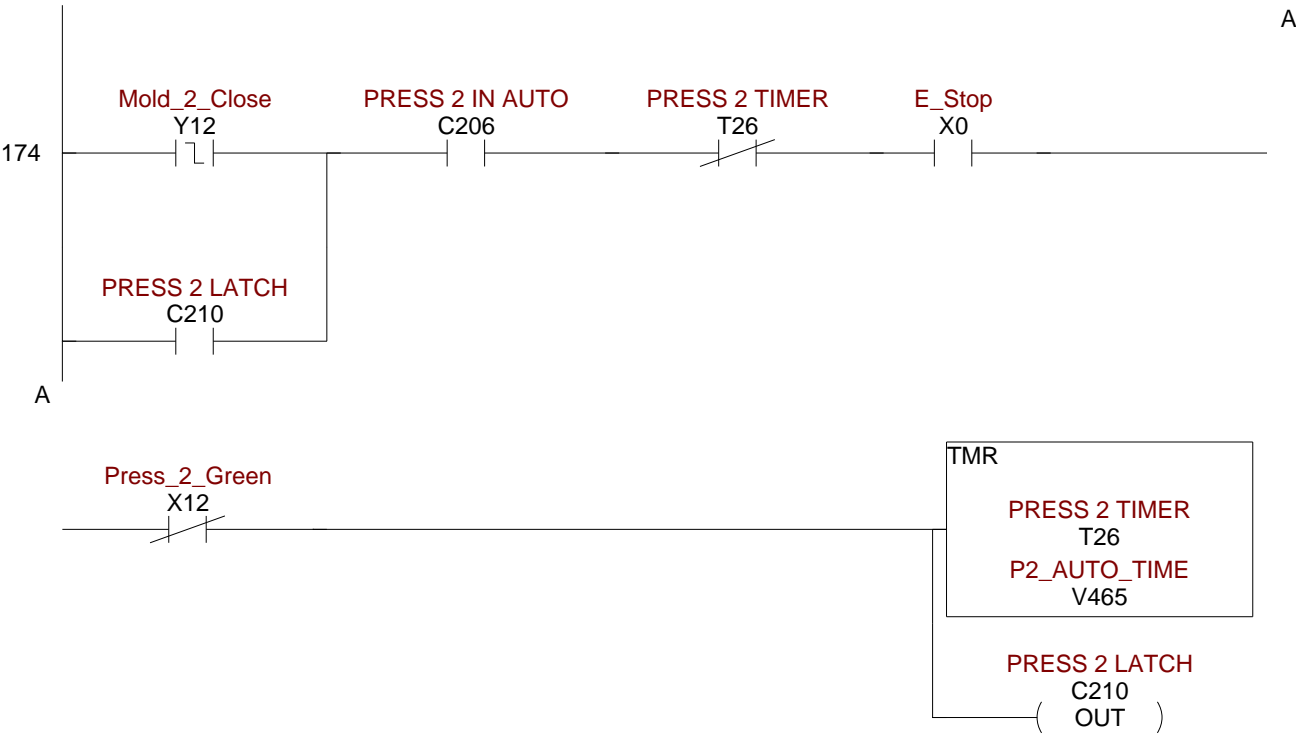 A
Mold_2_Close
Y12
PRESS 2 IN AUTO
C206
PRESS 2 TIMER
T26
E_Stop
X0
174
PRESS 2 LATCH
C210
A
Press_2_Green
X12
TMR
PRESS 2 TIMER
T26
P2_AUTO_TIME
V465
PRESS 2 LATCH
C210
OUT